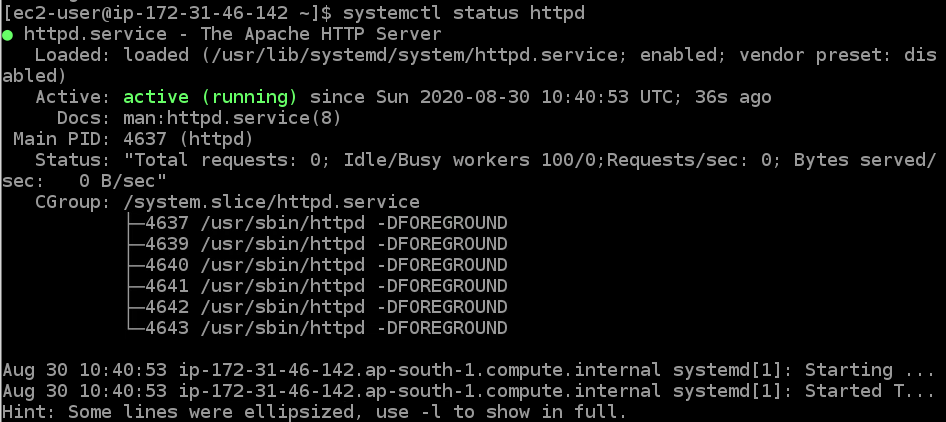 [ec2-user@ip-172-31-46-142 ~]$ systemctl status httpd
● httpd.service - The Apache HTTP Server
   Loaded: loaded (/usr/lib/systemd/system/httpd.service; enabled; vendor preset: dis
abled)
   Active: active (running) since Sun 2020-08-30 10:40:53 UTC; 36s ago
     Docs: man:httpd.service(8)
 Main PID: 4637 (httpd)
   Status: "Total requests: 0; Idle/Busy workers 100/0;Requests/sec: 0; Bytes served/
sec:   0 B/sec"
   CGroup: /system.slice/httpd.service
           ├─4637 /usr/sbin/httpd -DFOREGROUND
           ├─4639 /usr/sbin/httpd -DFOREGROUND
           ├─4640 /usr/sbin/httpd -DFOREGROUND
           ├─4641 /usr/sbin/httpd -DFOREGROUND
           ├─4642 /usr/sbin/httpd -DFOREGROUND
           └─4643 /usr/sbin/httpd -DFOREGROUND
Aug 30 10:40:53 ip-172-31-46-142.ap-south-1.compute.internal systemd[1]: Starting ...
Aug 30 10:40:53 ip-172-31-46-142.ap-south-1.compute.internal systemd[1]: Started T...
Hint: Some lines were ellipsized, use -l to show in full.